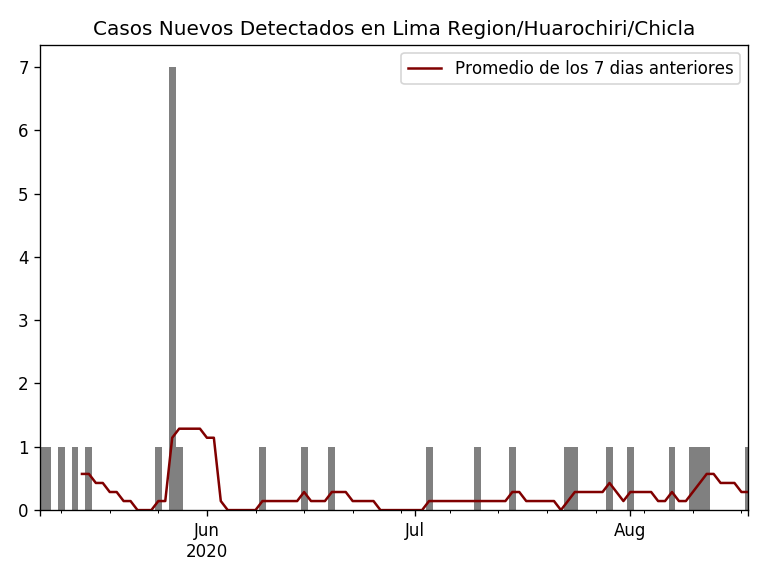 Casos Nuevos Detectados en Lima Region/Huarochiri/Chicla
Promedio de los 7 dias anteriores
7
6
5
4
3
2
1
0
Jun
2020
Jul
Aug